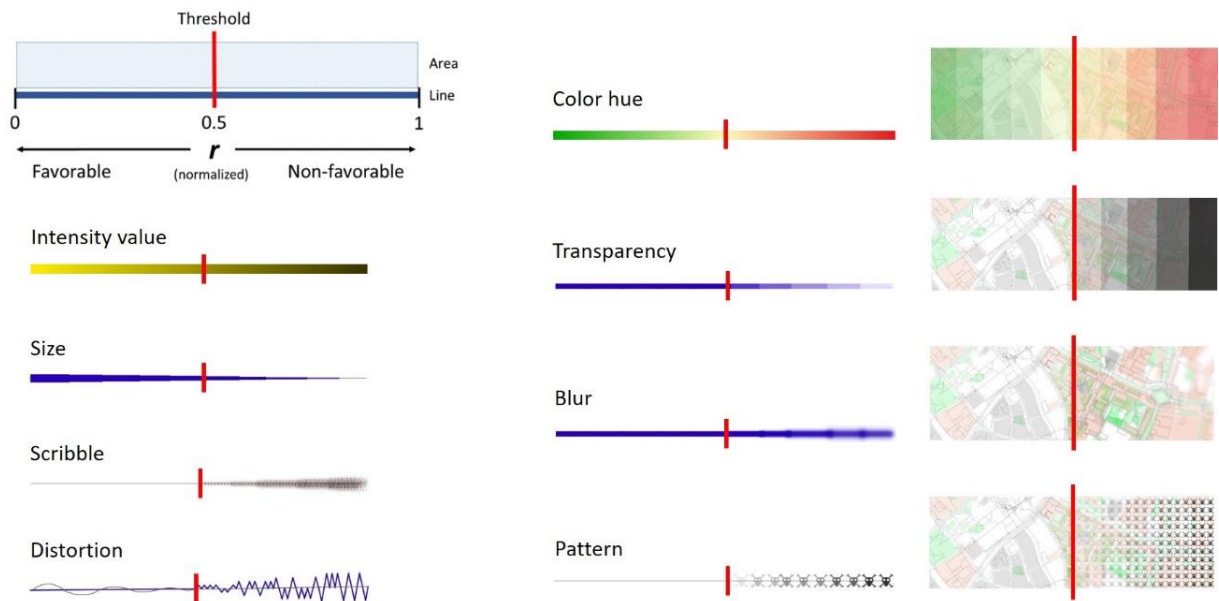 Threshold
Area
Line
0
0.5
1
r
Favorable
(normalized)
Non-favorable
Intensity value
Size
Scribble
Distortion
Color hue
Transparency
Blur
Pattern